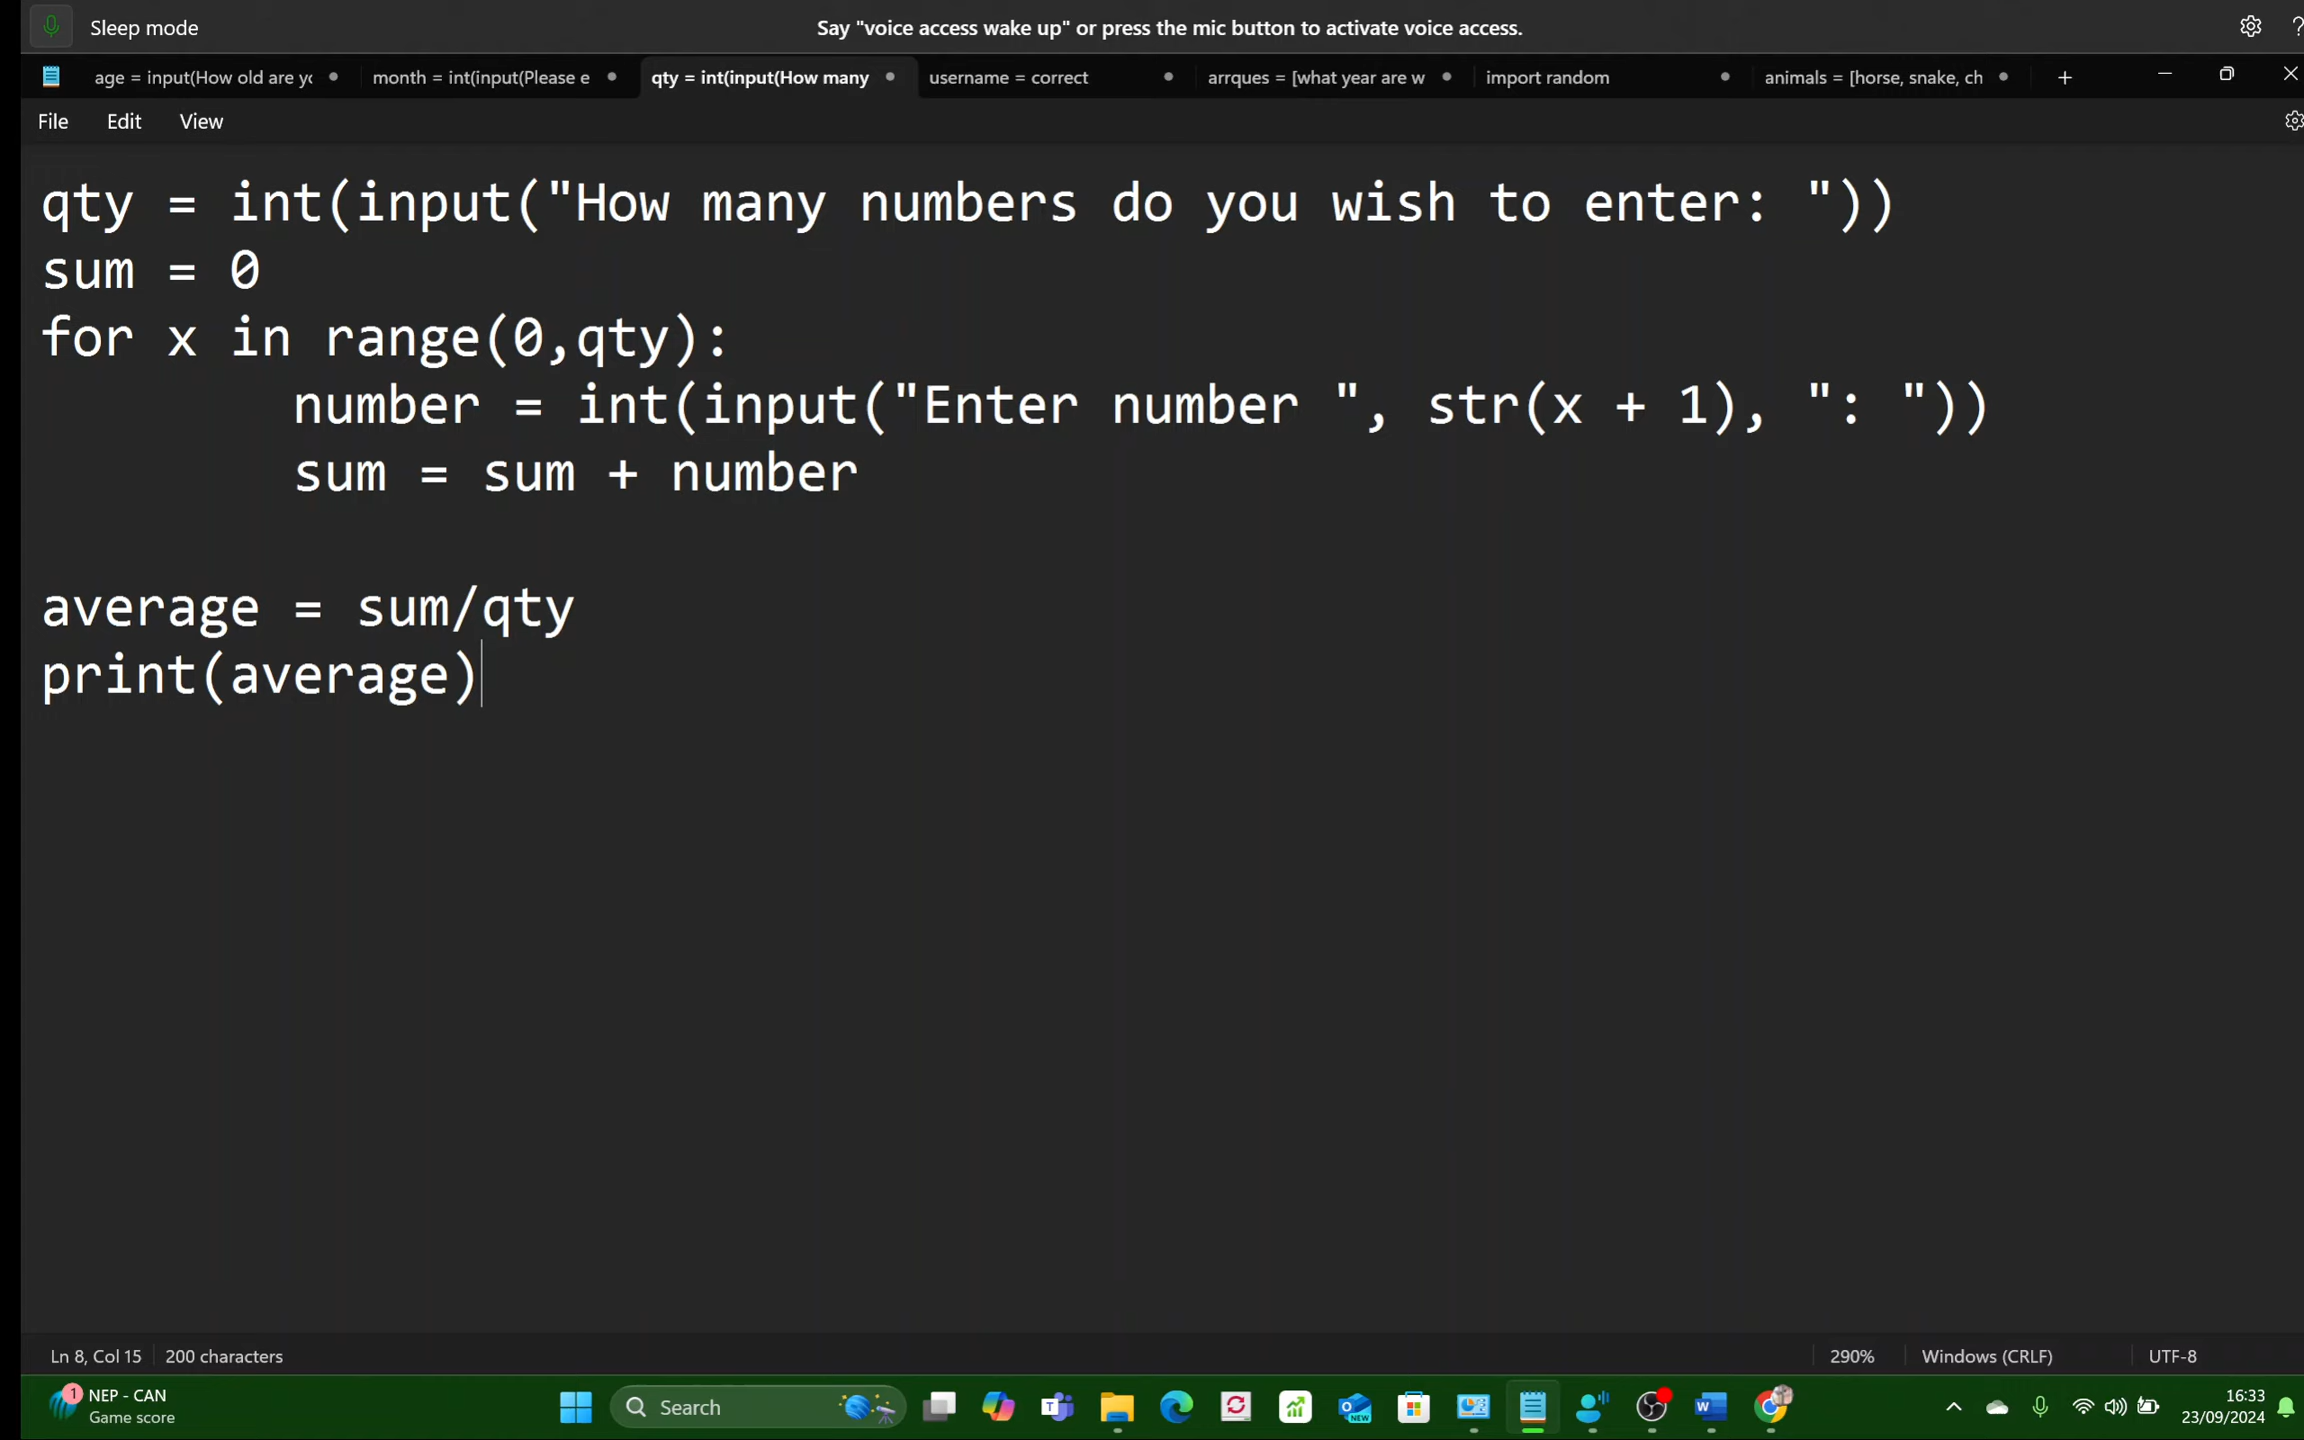 Sleep mode
Say "voice access wake up" or press the mic button to activate voice access.
age = input(How old are yo
month = int(input(Please e
qty = int(input(How many
username = correct
arrques = [what year are w
import random
animals = [horse, snake, ch
File Edit View
qty = int(input("How many numbers do you wish to enter: "))
sum = 0
for x in range(0,qty):
        number = int(input("Enter number ", str(x + 1), ": "))
        sum = sum + number
average = sum/qty
print(average)
Ln 8, Col 15
200 characters
290%
Windows (CRLF)
UTF-8
1
NEP - CAN
Game score
Search
NEW
16:33
23/09/2024